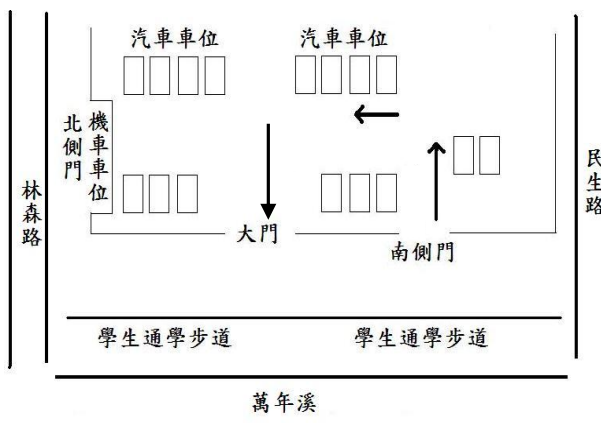 汽車車位
汽車車位
機車車位
北側門
林森路
民生路
大門
南側門
學生通學步道
學生通學步道
萬年溪